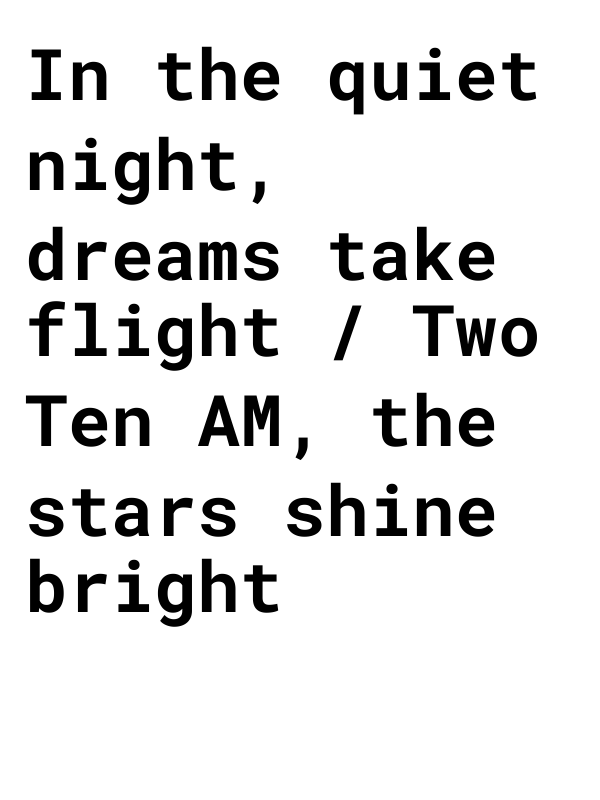 In the quiet
night,
dreams take
flight / Two
Ten AM, the
stars shine
bright